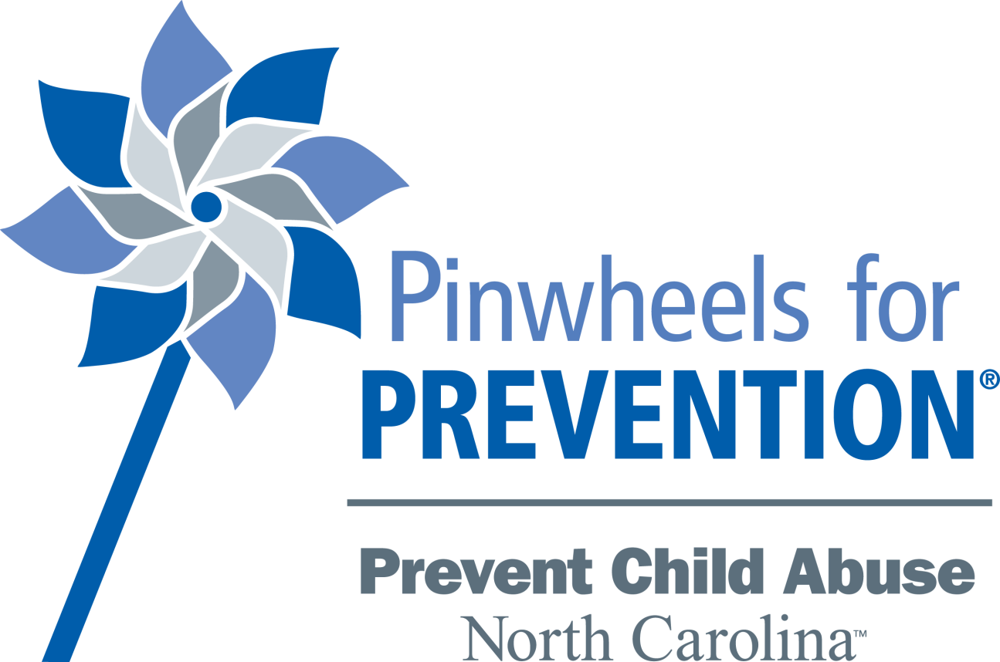 Pinwheels for
PREVENTION®
Prevent Child Abuse
North Carolina™